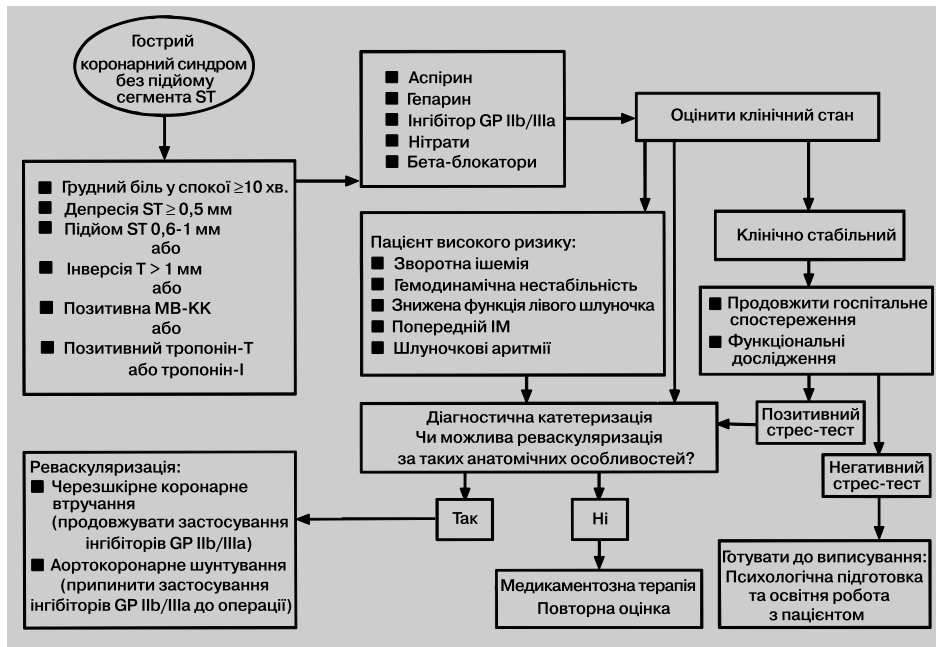 Гострий
коронарний синдром
без підйому
сегмента ST
■ Грудний біль у спокої ≥10 хв.
■ Депресія ST ≥ 0,5 мм
■ Підйом ST 0,6-1 мм
або
■ Інверсія Т > 1 мм
або
■ Позитивна МВ-КК
або
■ Позитивний тропонін-Т
або тропонін-І
■ Аспірин
■ Гепарин
■ Інгібітор GP IIb/IIIa
■ Нітрати
■ Бета-блокатори
Оцінити клінічний стан
Пацієнт високого ризику:
■ Зворотна ішемія
■ Гемодинамічна нестабільність
■ Знижена функція лівого шлуночка
■ Попередній ІМ
■ Шлуночкові аритмії
Клінічно стабільний
■ Продовжити госпітальне
спостереження
■ Функціональні
дослідження
Позитивний
стрес-тест
Негативний
стрес-тест
Діагностична катетеризація
Чи можлива реваскуляризація
за таких анатомічних особливостей?
Так
Ні
Реваскуляризація:
■ Черезшкірне коронарне
втручання
(продовжувати застосування
інгібіторів GP IIb/IIIa)
■ Аортокоронарне шунтування
(припинити застосування
інгібіторів GP IIb/IIIa до операції)
Медикаментозна терапія
Повторна оцінка
Готувати до виписування:
Психологічна підготовка
та освітня робота
з пацієнтом